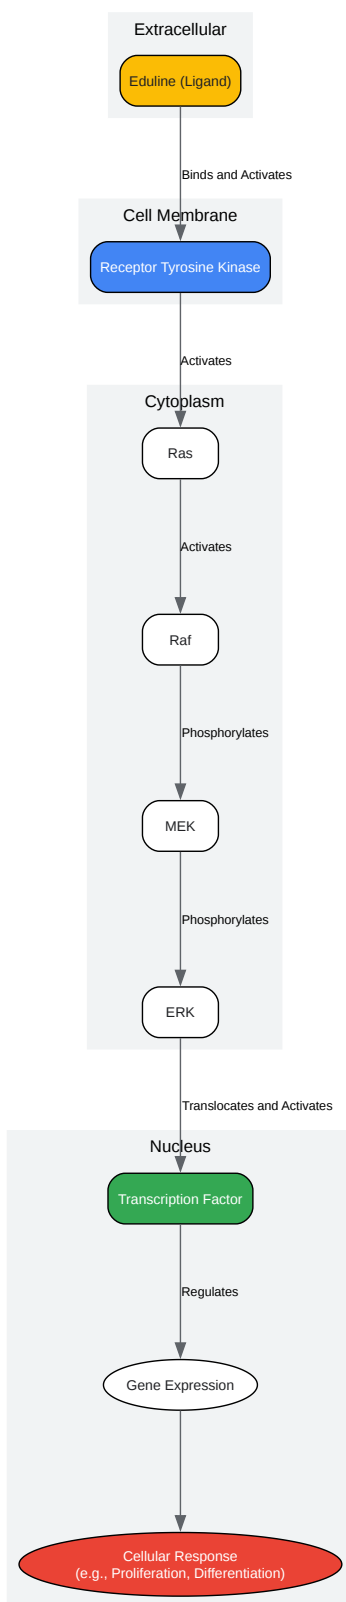 Extracellular
Eduline (Ligand)
Binds and Activates
Cell Membrane
Receptor Tyrosine Kinase
Activates
Cytoplasm
Ras
Activates
Raf
Phosphorylates
MEK
Phosphorylates
ERK
Translocates and Activates
Nucleus
Transcription Factor
Regulates
Gene Expression
Cellular Response
(e.g., Proliferation, Differentiation)